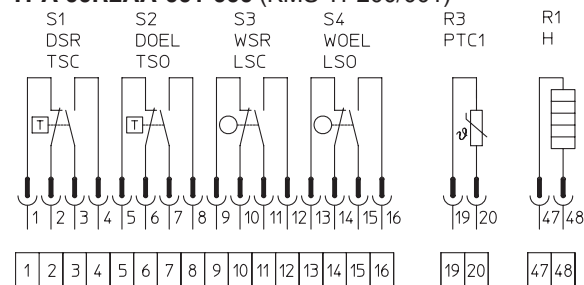 S1 S2 S3 S4 R3 R1
DSR DOEL WSR WOEL PTC1 H
TSC TSO LSC LSO
T T ϑ
1 2 3 4 5 6 7 8 9 10 11 12 13 14 15 16 19 20 47 48
1 2 3 4 5 6 7 8 9 10 11 12 13 14 15 16 19 20 47 48